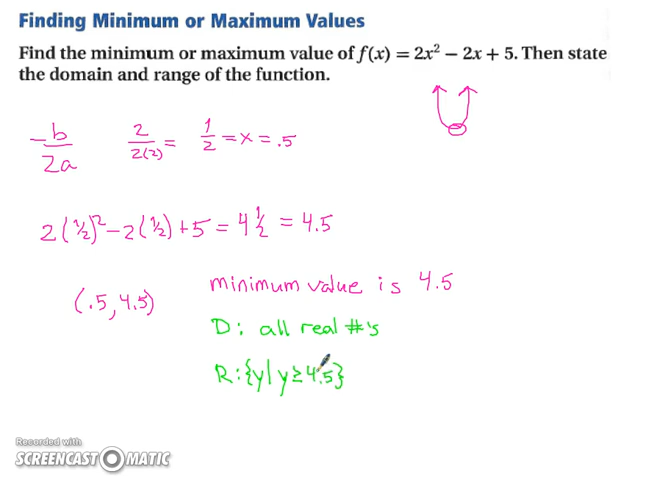 Finding Minimum or Maximum Values
Find the minimum or maximum value of f(x) = 2x² − 2x + 5. Then state
the domain and range of the function.
-b/2a 2/2(2) = 1/2 = x = .5
2(1/2)² - 2(1/2) + 5 = 4 1/2 = 4.5
(.5, 4.5)
minimum value is 4.5
D: all real #'s
R: {y | y ≥ 4.5}
Recorded with
SCREENCAST O MATIC